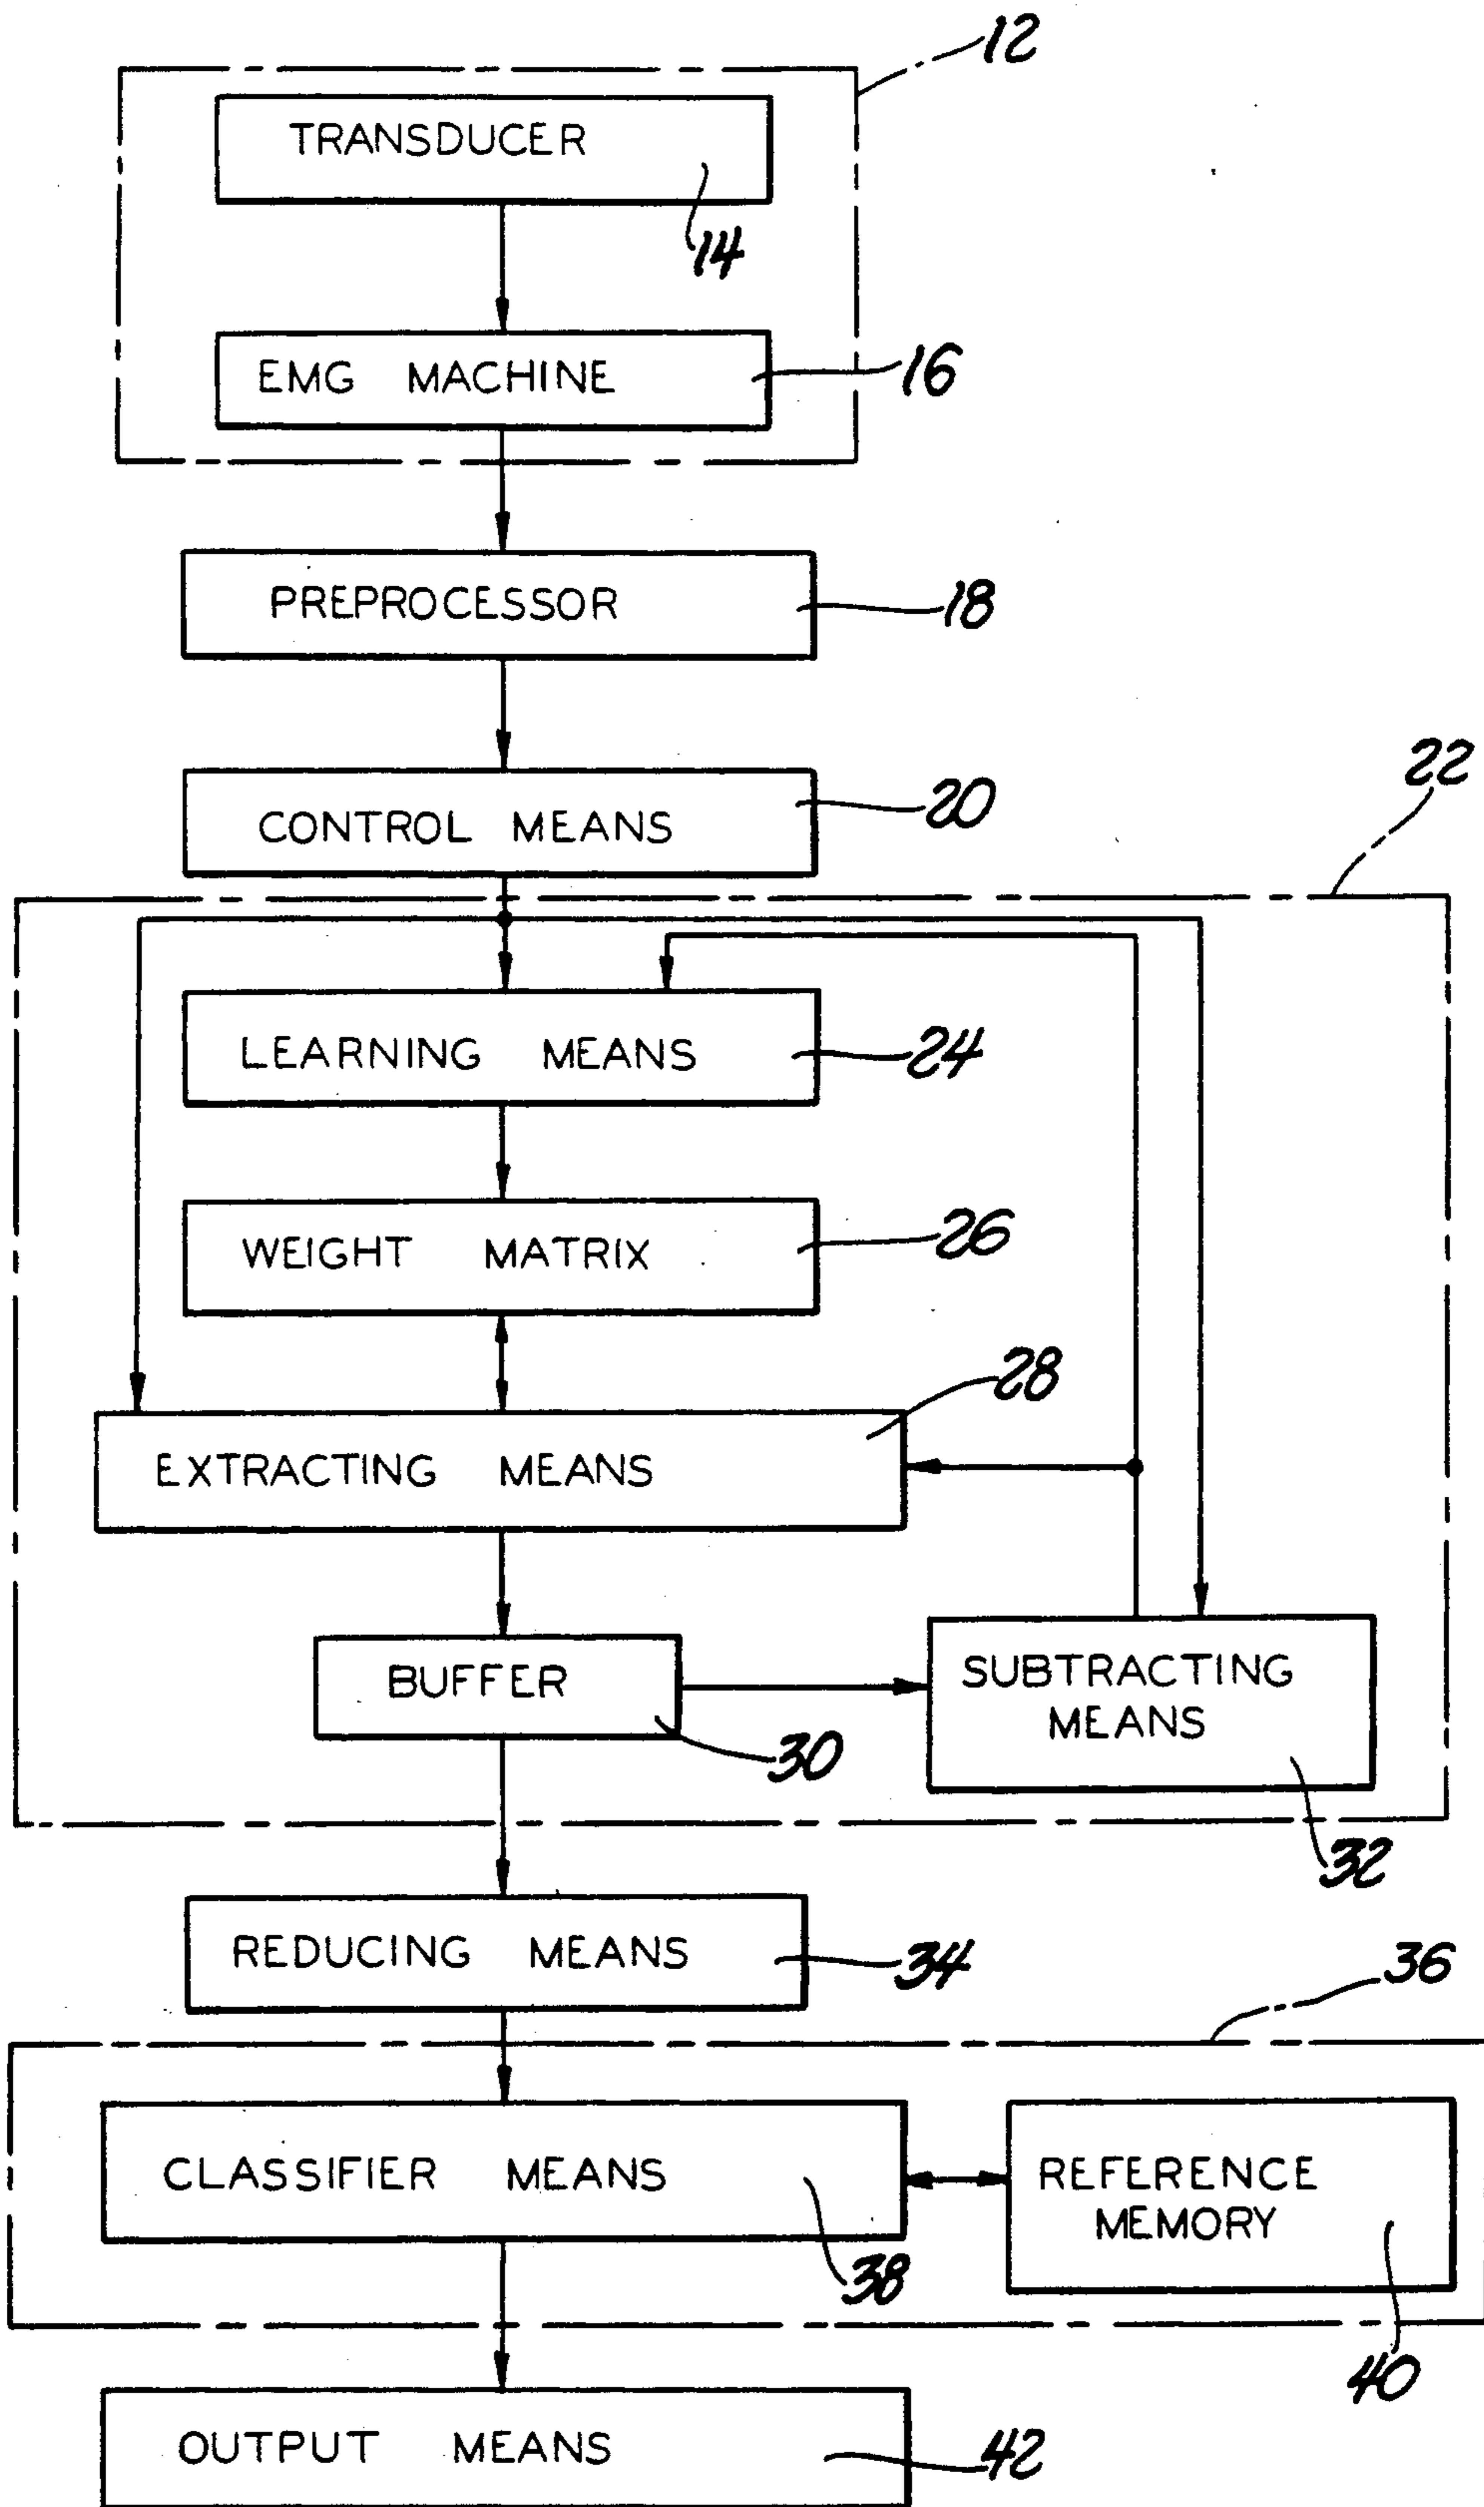 12
TRANSDUCER
14
EMG MACHINE
16
PREPROCESSOR
18
22
CONTROL MEANS
20
LEARNING MEANS
24
WEIGHT MATRIX
26
28
EXTRACTING MEANS
BUFFER
30
SUBTRACTING
MEANS
32
REDUCING MEANS
34
36
CLASSIFIER MEANS
38
REFERENCE
MEMORY
40
OUTPUT MEANS
42